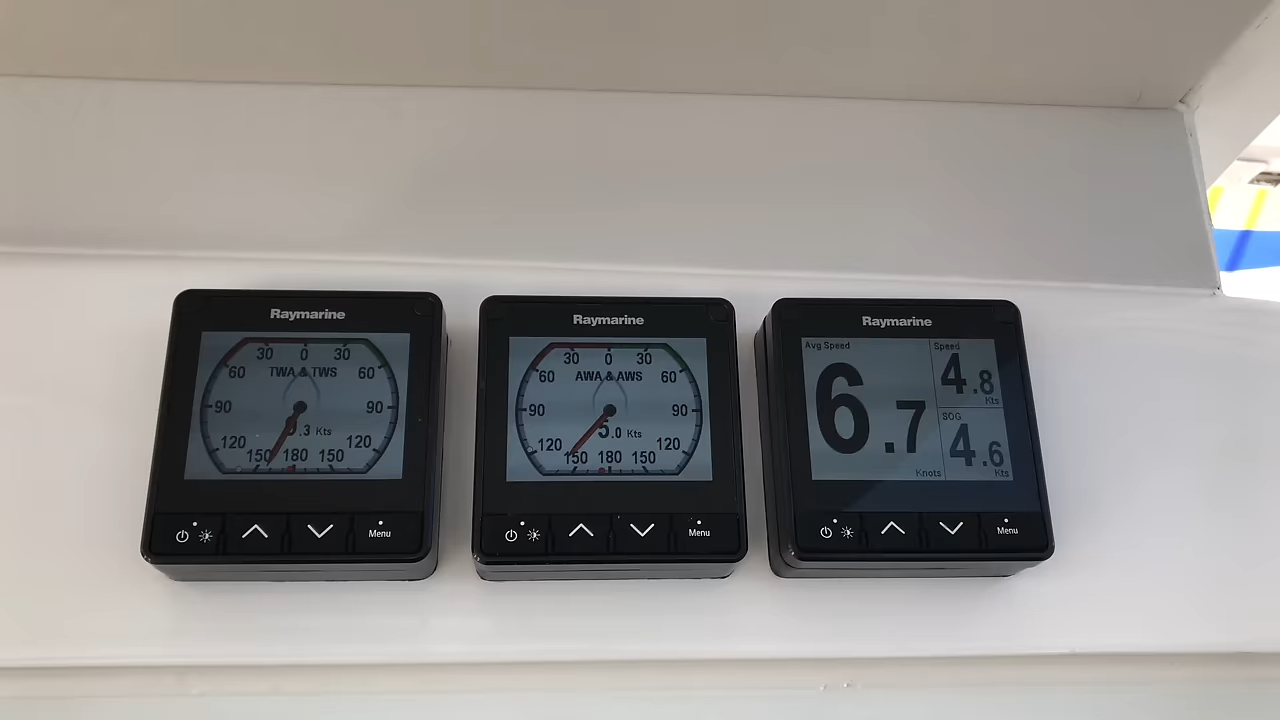 Raymarine
30 0 30
60 60
TWA & TWS
90 90
.3 Kts
120 120
150 180 150
Menu
Raymarine
30 0 30
60 60
AWA & AWS
90 90
5.0 Kts
120 120
150 180 150
Menu
Raymarine
Avg Speed
6.7
Knots
Speed
4.8
Kts
SOG
4.6
Kts
Menu